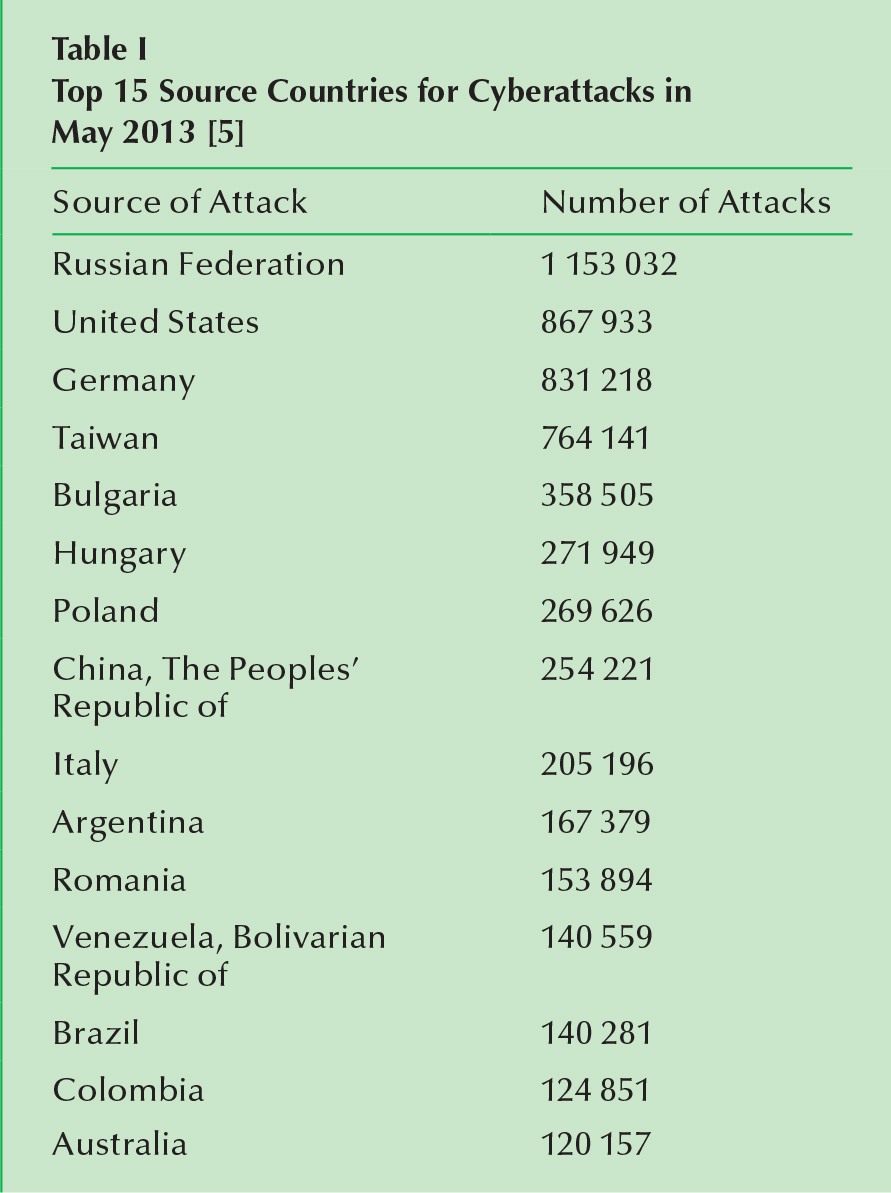 Table I
Top 15 Source Countries for Cyberattacks in
May 2013 [5]
Source of Attack Number of Attacks
Russian Federation 1 153 032
United States 867 933
Germany 831 218
Taiwan 764 141
Bulgaria 358 505
Hungary 271 949
Poland 269 626
China, The Peoples’ 254 221
Republic of
Italy 205 196
Argentina 167 379
Romania 153 894
Venezuela, Bolivarian 140 559
Republic of
Brazil 140 281
Colombia 124 851
Australia 120 157